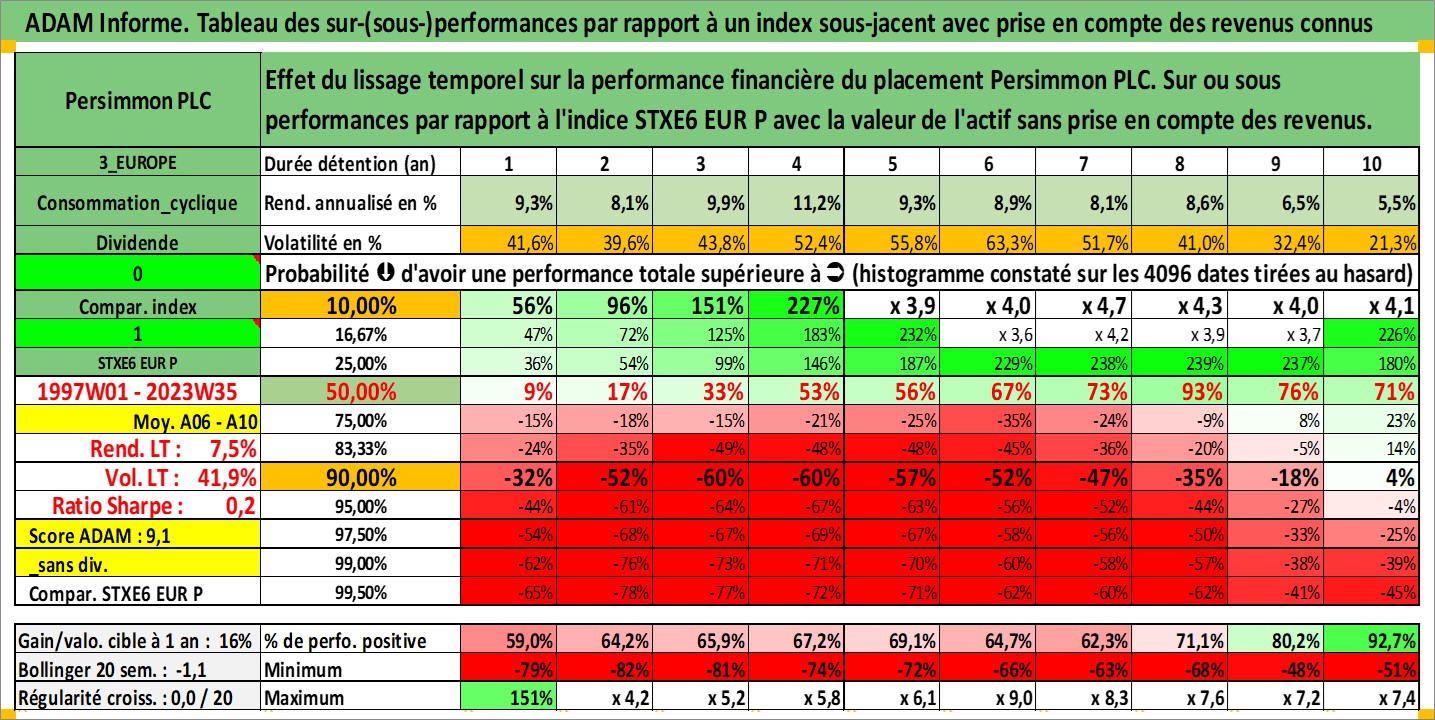 ADAM Informe. Tableau des sur-(sous-)performances par rapport à un index sous-jacent avec prise en compte des revenus connus
Persimmon PLC
Effet du lissage temporel sur la performance financière du placement Persimmon PLC. Sur ou sous
performances par rapport à l'indice STXE6 EUR P avec la valeur de l'actif sans prise en compte des revenus.
3_EUROPE Durée détention (an) 1 2 3 4 5 6 7 8 9 10
Consommation_cyclique Rend. annualisé en % 9,3% 8,1% 9,9% 11,2% 9,3% 8,9% 8,1% 8,6% 6,5% 5,5%
Dividende Volatilité en % 41,6% 39,6% 43,8% 52,4% 55,8% 63,3% 51,7% 41,0% 32,4% 21,3%
0 Probabilité ⬇ d'avoir une performance totale supérieure à ➲ (histogramme constaté sur les 4096 dates tirées au hasard)
Compar. index 10,00% 56% 96% 151% 227% x 3,9 x 4,0 x 4,7 x 4,3 x 4,0 x 4,1
1 16,67% 47% 72% 125% 183% 232% x 3,6 x 4,2 x 3,9 x 3,7 226%
STXE6 EUR P 25,00% 36% 54% 99% 146% 187% 229% 238% 239% 237% 180%
1997W01 - 2023W35 50,00% 9% 17% 33% 53% 56% 67% 73% 93% 76% 71%
Moy. A06 - A10 75,00% -15% -18% -15% -21% -25% -35% -24% -9% 8% 23%
Rend. LT : 7,5% 83,33% -24% -35% -49% -48% -48% -45% -36% -20% -5% 14%
Vol. LT : 41,9% 90,00% -32% -52% -60% -60% -57% -52% -47% -35% -18% 4%
Ratio Sharpe : 0,2 95,00% -44% -61% -64% -67% -63% -56% -52% -44% -27% -4%
Score ADAM : 9,1 97,50% -54% -68% -67% -69% -67% -58% -56% -50% -33% -25%
_sans div. 99,00% -62% -76% -73% -71% -70% -60% -58% -57% -38% -39%
Compar. STXE6 EUR P 99,50% -65% -78% -77% -72% -71% -62% -60% -62% -41% -45%
Gain/valo. cible à 1 an : 16% % de perfo. positive 59,0% 64,2% 65,9% 67,2% 69,1% 64,7% 62,3% 71,1% 80,2% 92,7%
Bollinger 20 sem. : -1,1 Minimum -79% -82% -81% -74% -72% -66% -63% -68% -48% -51%
Régularité croiss. : 0,0 / 20 Maximum 151% x 4,2 x 5,2 x 5,8 x 6,1 x 9,0 x 8,3 x 7,6 x 7,2 x 7,4